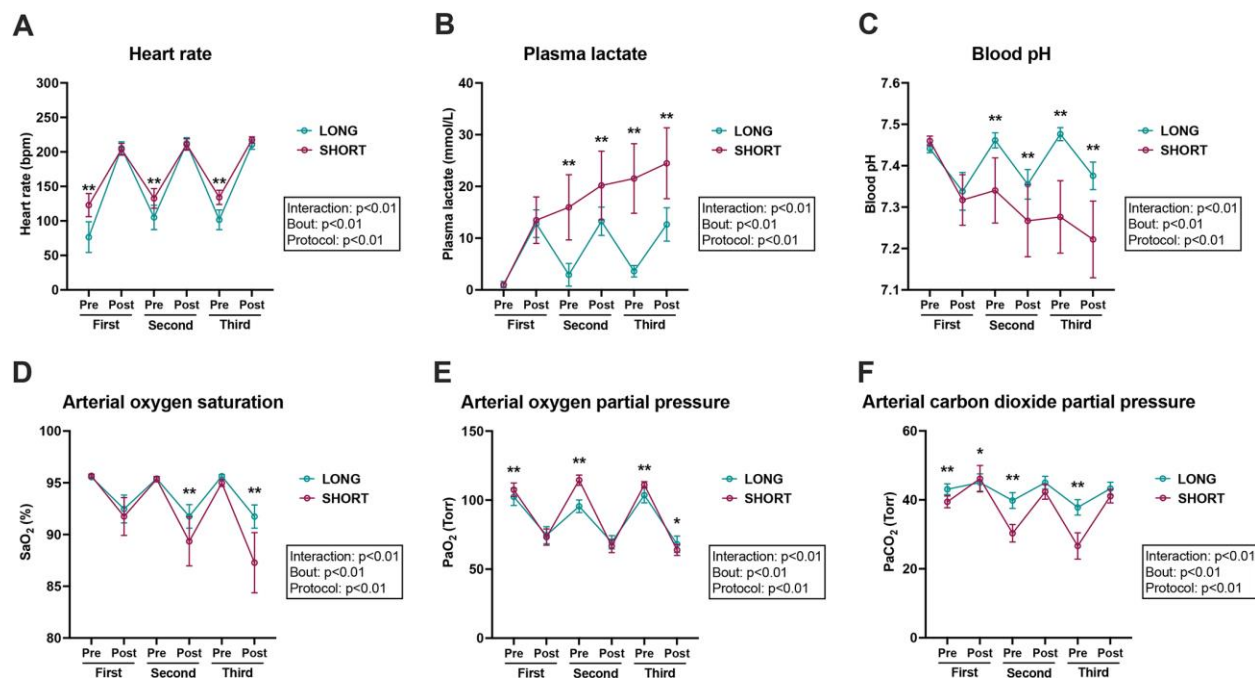 A
Heart rate
Heart rate (bpm)
300
250
200
150
100
50
0
**
**
**
Pre Post Pre Post Pre Post
First Second Third
LONG
SHORT
Interaction: p<0.01
Bout: p<0.01
Protocol: p<0.01
B
Plasma lactate
Plasma lactate (mmol/L)
40
30
20
10
0
** ** ** **
Pre Post Pre Post Pre Post
First Second Third
LONG
SHORT
Interaction: p<0.01
Bout: p<0.01
Protocol: p<0.01
C
Blood pH
Blood pH
7.6
7.5
7.4
7.3
7.2
7.1
** ** ** **
Pre Post Pre Post Pre Post
First Second Third
LONG
SHORT
Interaction: p<0.01
Bout: p<0.01
Protocol: p<0.01
D
Arterial oxygen saturation
SaO₂ (%)
100
95
90
85
80
** **
Pre Post Pre Post Pre Post
First Second Third
LONG
SHORT
Interaction: p<0.01
Bout: p<0.01
Protocol: p<0.01
E
Arterial oxygen partial pressure
PaO₂ (Torr)
150
100
50
0
** ** ** *
Pre Post Pre Post Pre Post
First Second Third
LONG
SHORT
Interaction: p<0.01
Bout: p<0.01
Protocol: p<0.01
F
Arterial carbon dioxide partial pressure
PaCO₂ (Torr)
60
40
20
0
** * ** **
Pre Post Pre Post Pre Post
First Second Third
LONG
SHORT
Interaction: p<0.01
Bout: p<0.01
Protocol: p<0.01